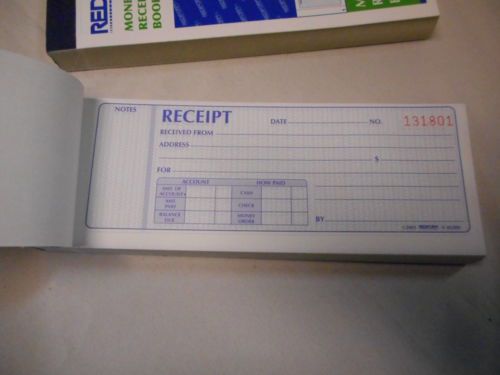 REDI
MONE
RECE
BOO
NOTES
RECEIPT
DATE
NO.
131801
RECEIVED FROM
ADDRESS
$
FOR
ACCOUNT
HOW PAID
AMT. OF ACCOUNT
CASH
AMT. PAID
CHECK
BALANCE DUE
MONEY ORDER
BY